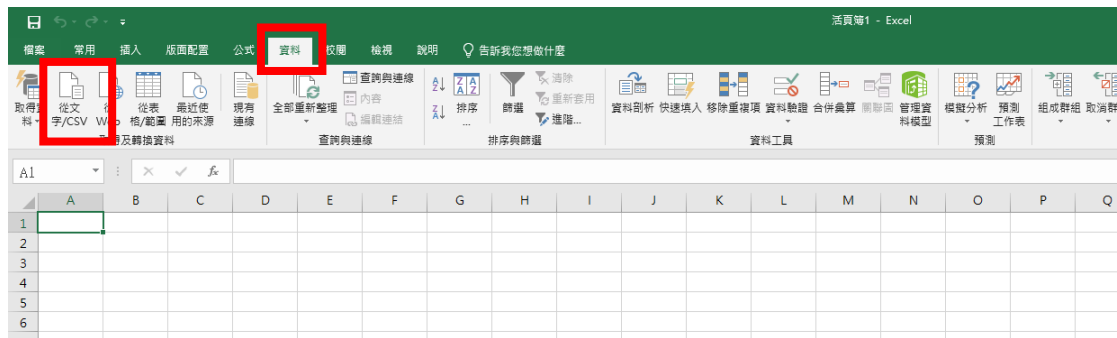 活頁簿1 - Excel
檔案 常用 插入 版面配置 公式 資料 校閱 檢視 說明 告訴我您想做什麼
取得 料
從文 字/CSV
從表 格/範圍
最近使 用的來源
現有 連線
全部重新整理
查詢與連線
內容
編輯連結
排序
...
篩選
清除
重新套用
進階...
資料剖析 快速填入 移除重複項 資料驗證 合併彙算 關聯圖 管理資 料模型
模擬分析 預測 工作表
組成群組 取消群
及轉換資料 查詢與連線 排序與篩選 資料工具 預測
A1 fx
A B C D E F G H I J K L M N O P Q
1
2
3
4
5
6